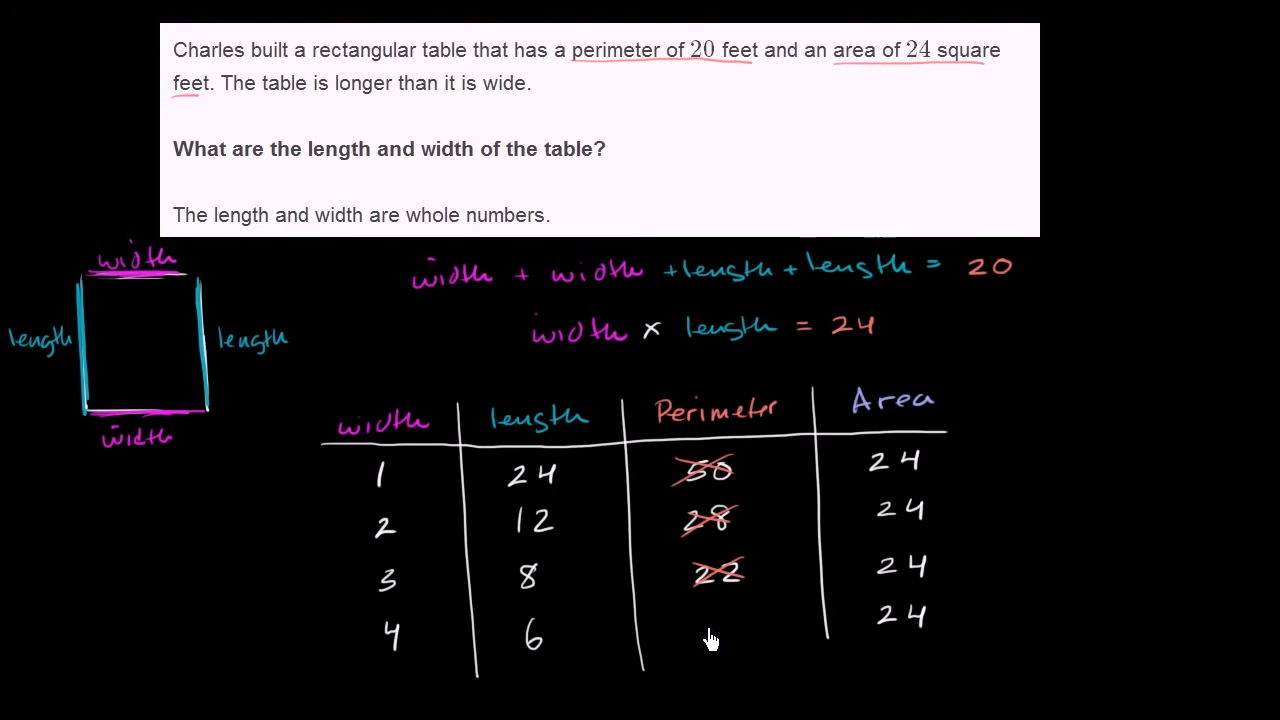 Charles built a rectangular table that has a perimeter of 20 feet and an area of 24 square
feet. The table is longer than it is wide.
What are the length and width of the table?
The length and width are whole numbers.
width
width + width + length + length = 20
length
length
width × length = 24
width
width length Perimeter Area
1 24 50 24
2 12 28 24
3 8 22 24
4 6 24